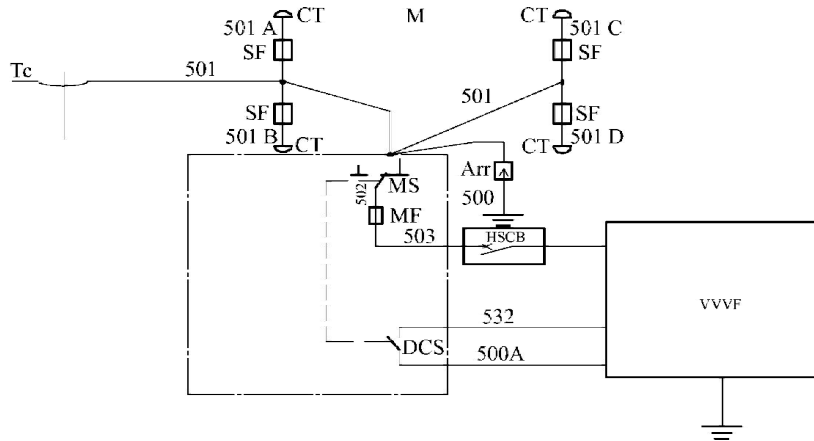 CT M CT
501 A 501 C
SF SF
Tc 501
501
SF SF
501 B 501 D
CT CT
Arr
502 MS 500
MF
503 HSCB
VVVF
532
DCS
500A